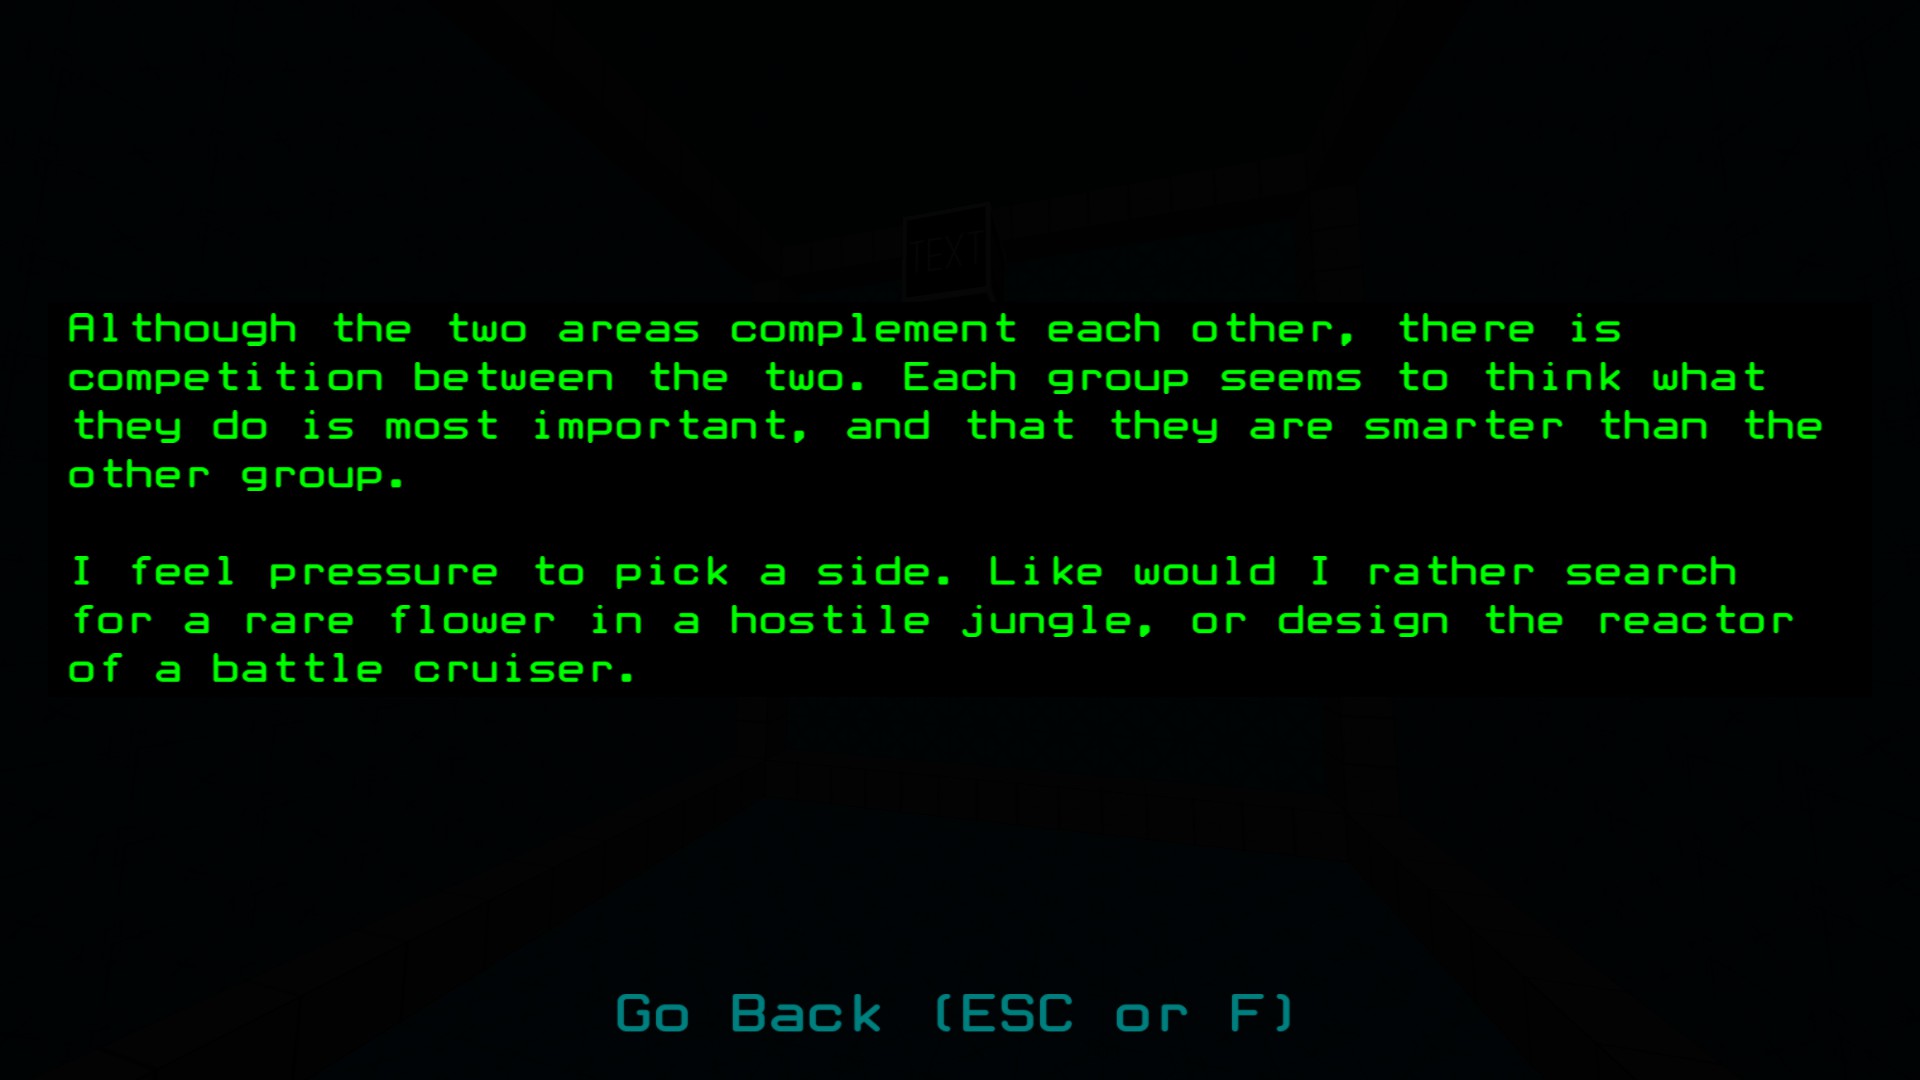 TEXT
Although the two areas complement each other, there is
competition between the two. Each group seems to think what
they do is most important, and that they are smarter than the
other group.
I feel pressure to pick a side. Like would I rather search
for a rare flower in a hostile jungle, or design the reactor
of a battle cruiser.
Go Back (ESC or F)